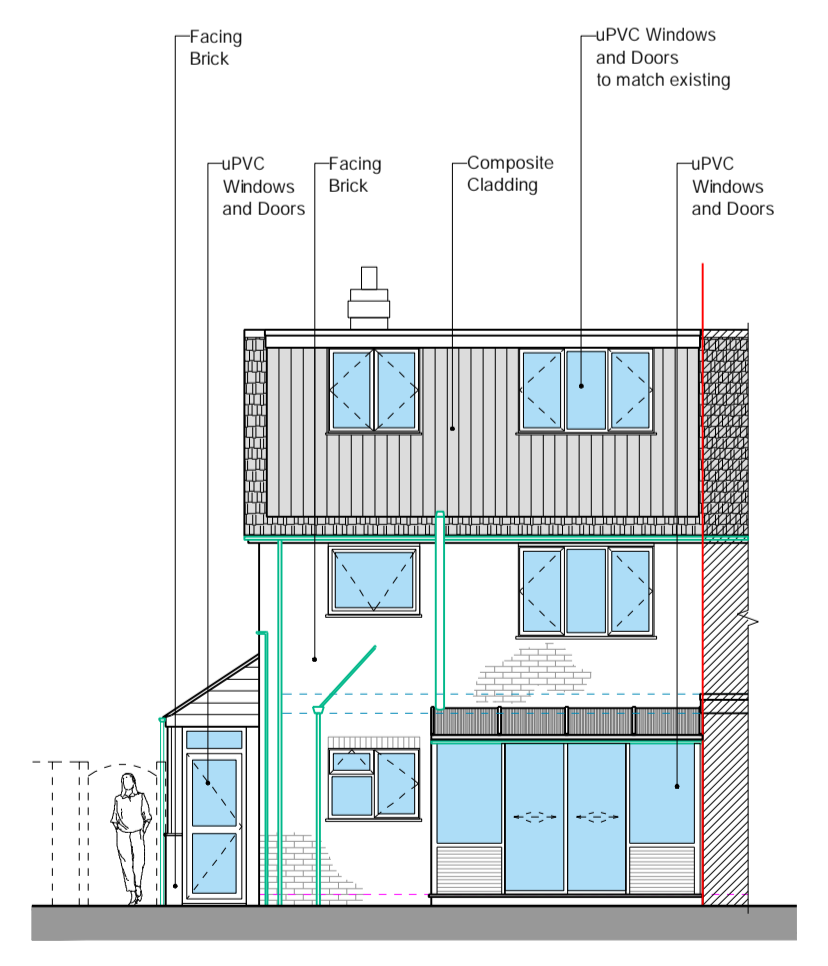 Facing
Brick
uPVC Windows
and Doors
to match existing
uPVC
Windows
and Doors
Facing
Brick
Composite
Cladding
uPVC
Windows
and Doors